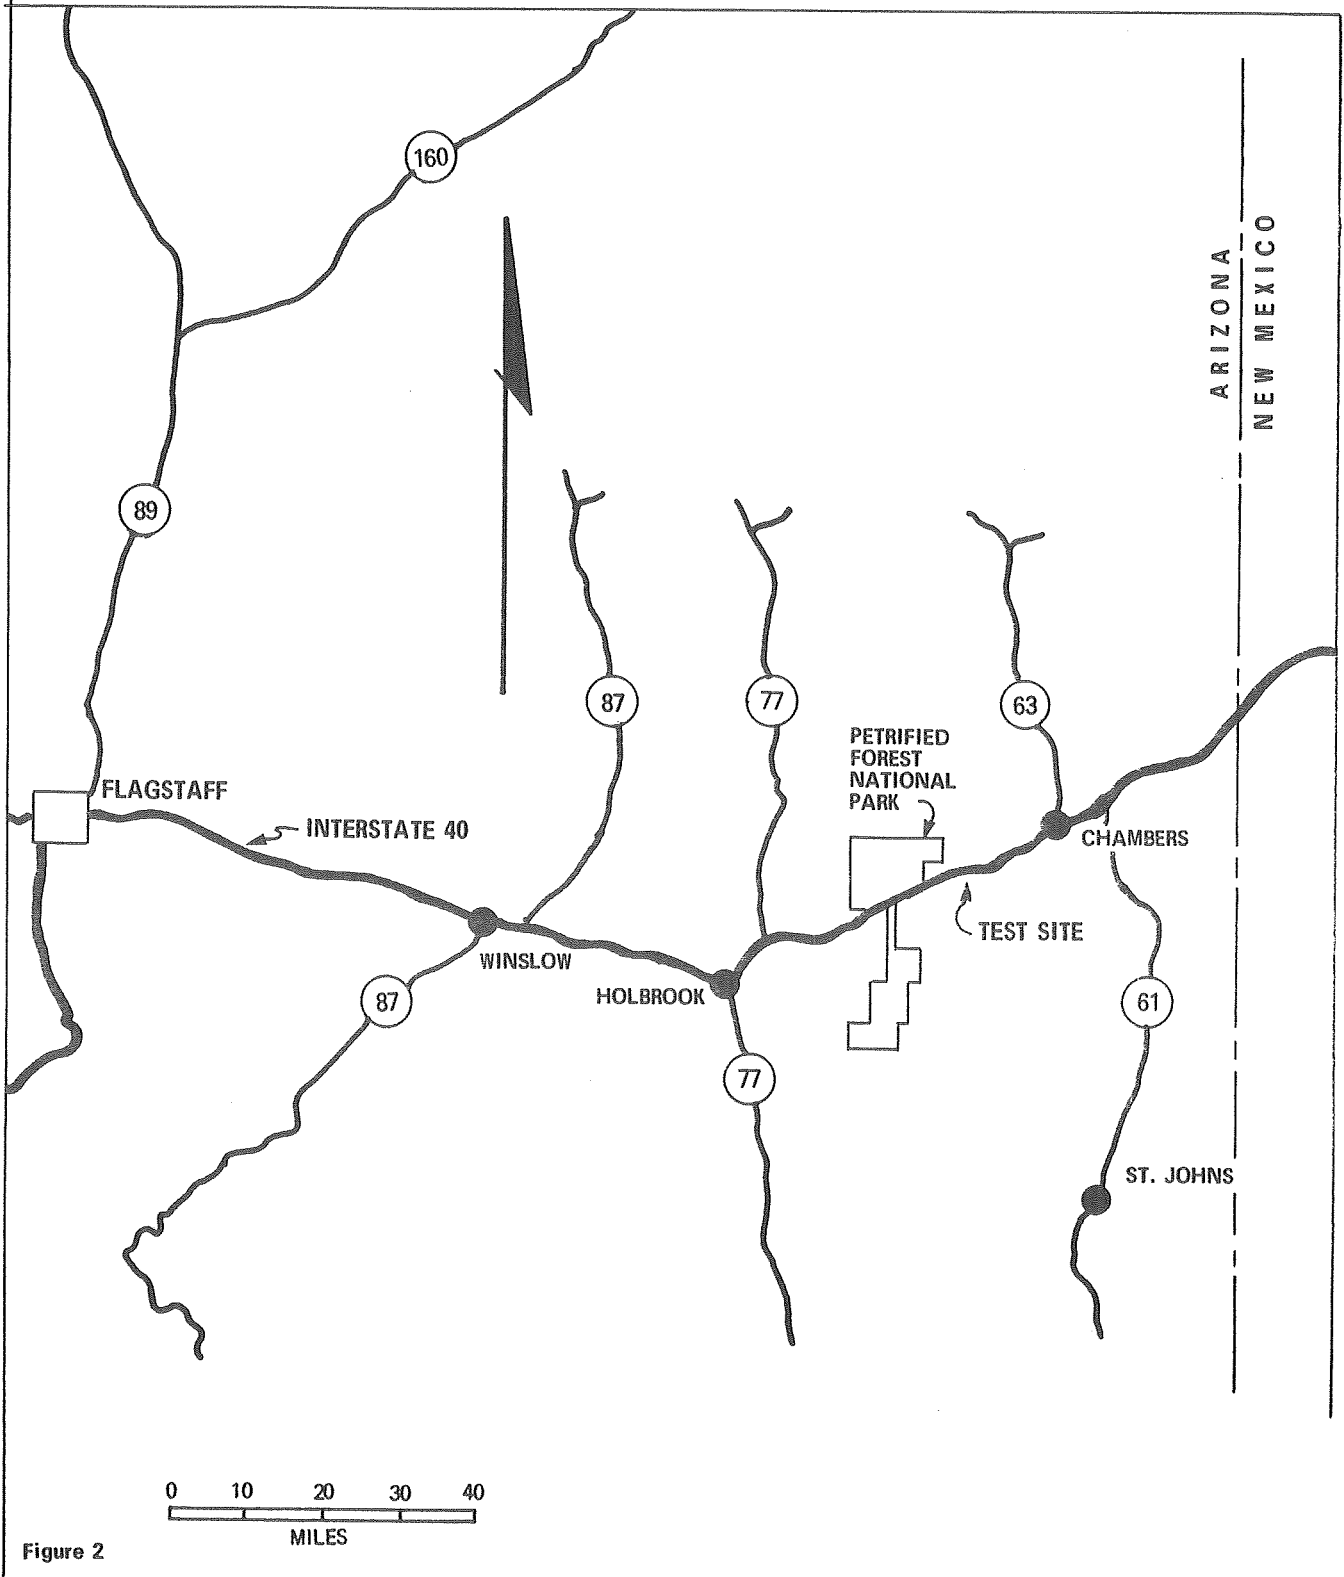 160
ARIZONA
NEW MEXICO
89
87
77
63
PETRIFIED
FOREST
NATIONAL
PARK
FLAGSTAFF
INTERSTATE 40
CHAMBERS
TEST SITE
WINSLOW
HOLBROOK
87
61
77
ST. JOHNS
0 10 20 30 40
MILES
Figure 2